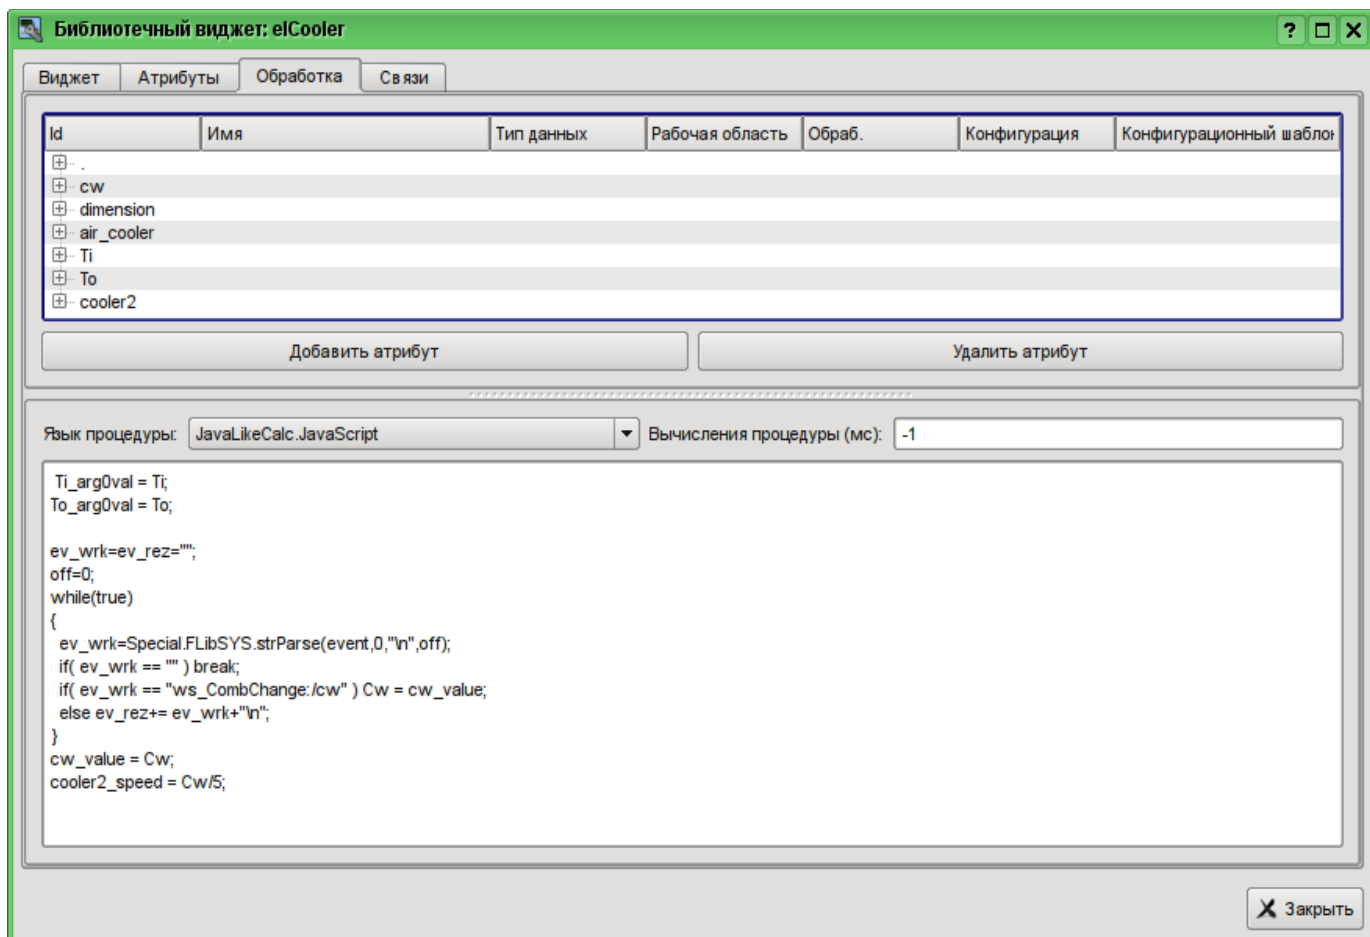 Библиотечный виджет: elCooler
Виджет Атрибуты Обработка Связи
Id Имя Тип данных Рабочая область Обраб. Конфигурация Конфигурационный шаблон
.
cw
dimension
air_cooler
Ti
To
cooler2
Добавить атрибут Удалить атрибут
Язык процедуры: JavaLikeCalc.JavaScript Вычисления процедуры (мс): -1
Ti_arg0val = Ti;
To_arg0val = To;
ev_wrk=ev_rez="";
off=0;
while(true)
{
ev_wrk=Special.FLibSYS.strParse(event,0,"\n",off);
if( ev_wrk == "" ) break;
if( ev_wrk == "ws_CombChange:/cw" ) Cw = cw_value;
else ev_rez+= ev_wrk+"\n";
}
cw_value = Cw;
cooler2_speed = Cw/5;
Закрыть